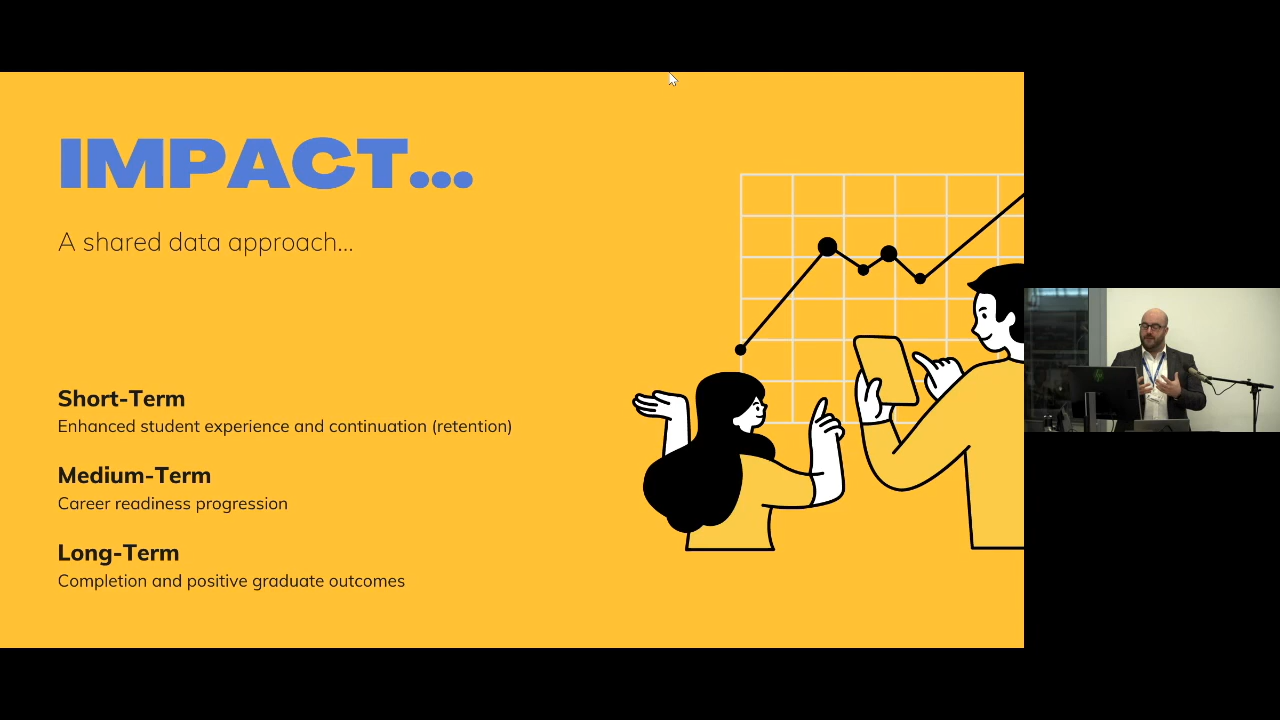 IMPACT...
A shared data approach...
Short-Term
Enhanced student experience and continuation (retention)
Medium-Term
Career readiness progression
Long-Term
Completion and positive graduate outcomes